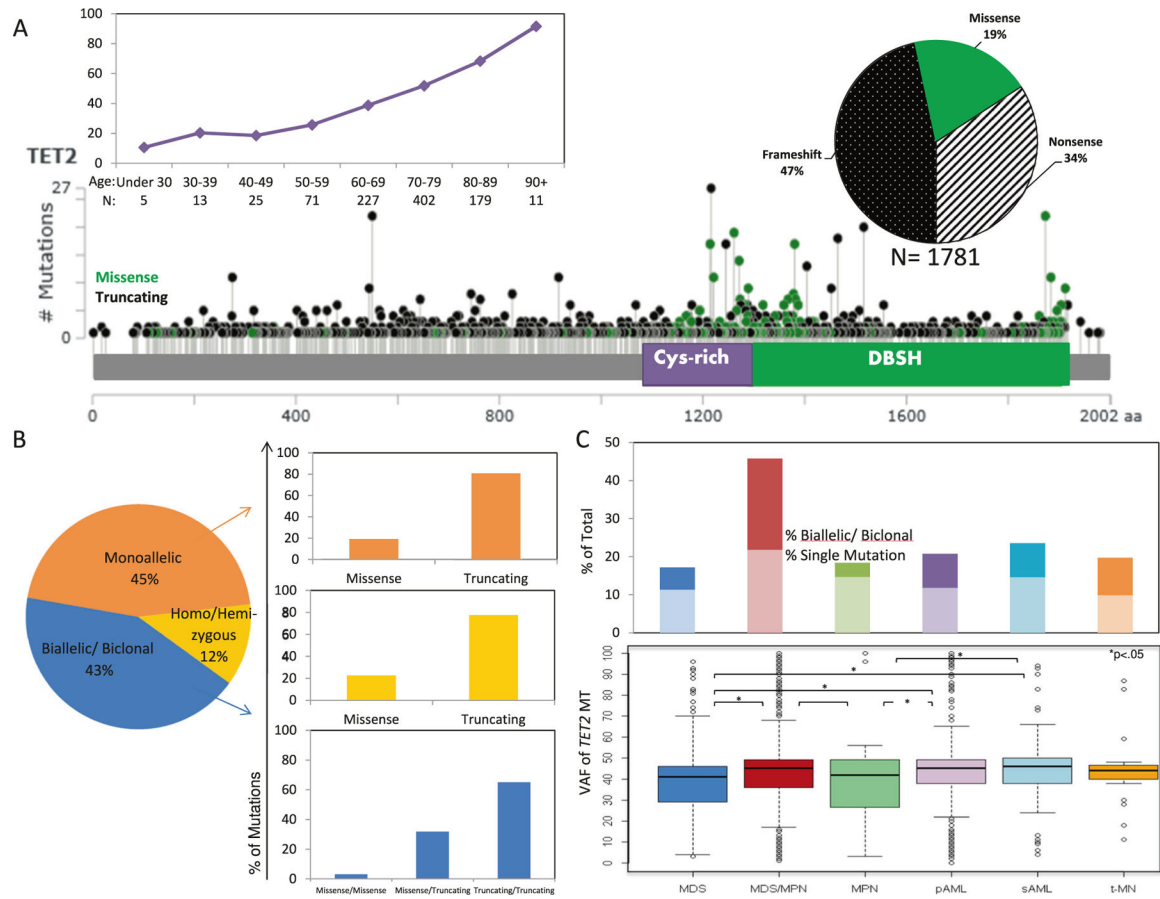 A
100
80
60
40
20
0
Age: Under 30 30-39 40-49 50-59 60-69 70-79 80-89 90+
N: 5 13 25 71 227 402 179 11
Missense
19%
Nonsense
34%
Frameshift
47%
N= 1781
TET2
# Mutations
27
0
Missense
Truncating
Cys-rich
DBSH
0 400 800 1200 1600 2002 aa
B
Monoallelic
45%
Homo/Hemi-
zygous
12%
Biallelic/ Biclonal
43%
% of Mutations
100
80
60
40
20
0
Missense Truncating
100
80
60
40
20
0
Missense Truncating
100
80
60
40
20
0
Missense/Missense Missense/Truncating Truncating/Truncating
C
% of Total
50
40
30
20
10
0
% Biallelic/ Biclonal
% Single Mutation
VAF of TET2 MT
100
90
80
70
60
50
40
30
20
10
0
*p<.05
*
*
*
*
*
MDS MDS/MPN MPN pAML sAML t-MN